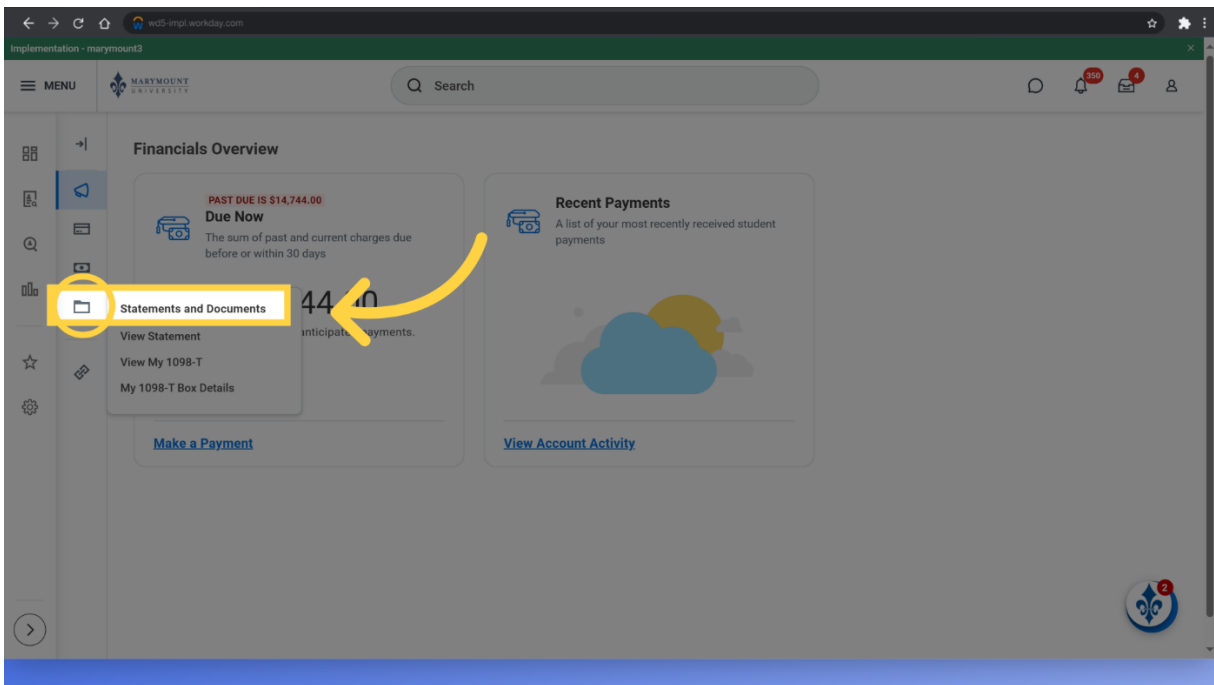 wd5-impl.workday.com
Implementation - marymount3
MENU
MARYMOUNT
UNIVERSITY
Search
350
4
Financials Overview
PAST DUE IS $14,744.00
Due Now
The sum of past and current charges due
before or within 30 days
Recent Payments
A list of your most recently received student
payments
Statements and Documents
View Statement
View My 1098-T
My 1098-T Box Details
Make a Payment
View Account Activity
2